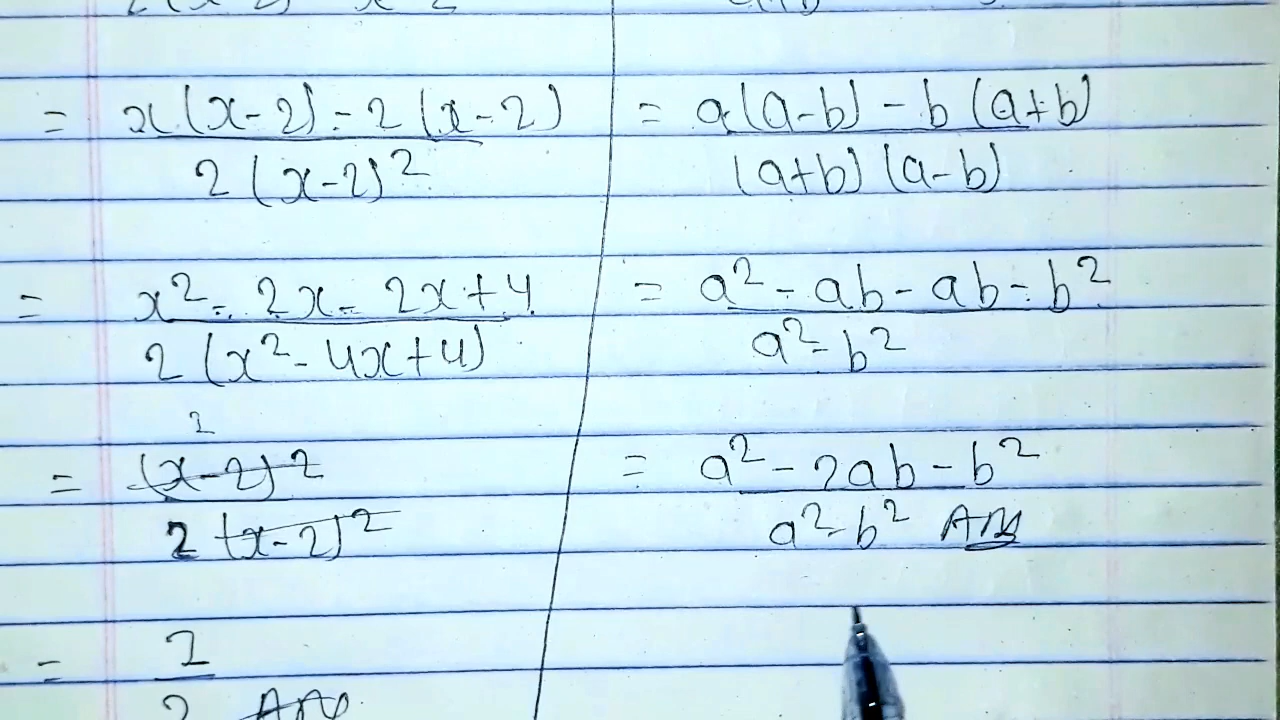 = x(x-2)-2(x-2)
2(x-2)²
= x²-2x-2x+4
2(x²-4x+4)
1
= (x-2)²
2(x-2)²
= 1
2 Ans
= a(a-b)-b(a+b)
(a+b)(a-b)
= a²-ab-ab-b²
a²-b²
= a²-2ab-b²
a²-b² Ans